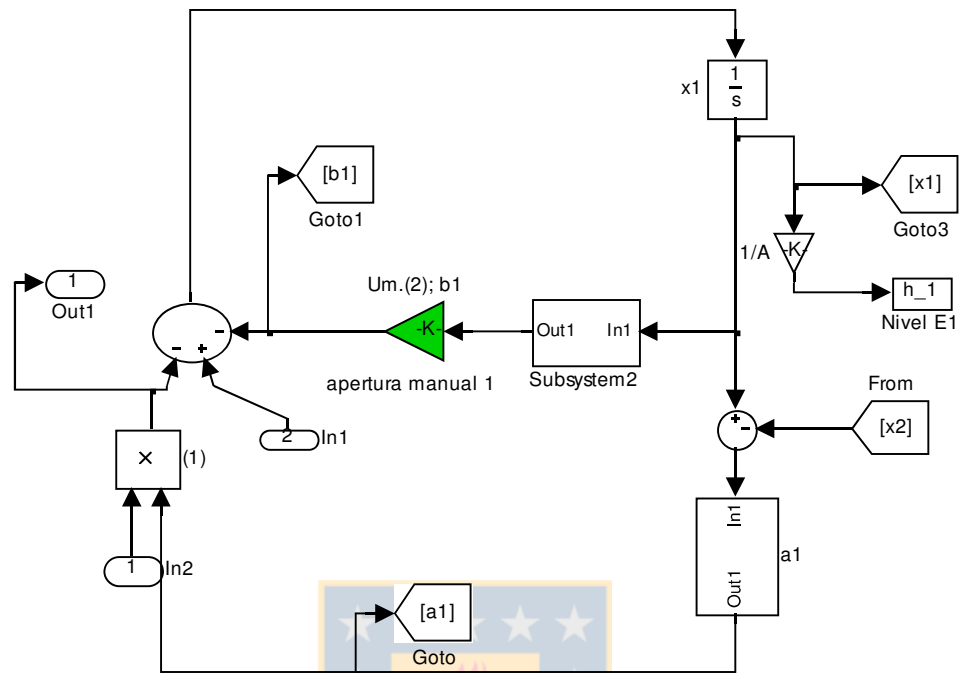 1
s
x1
[b1]
Goto1
[x1]
Goto3
1/A
-K-
h_1
Nivel E1
1
Out1
Um.(2); b1
-K-
apertura manual 1
Out1 In1
Subsystem2
-
- +
2
In1
From
[x2]
+
-
×
(1)
In1
Out1
a1
1
In2
[a1]
Goto